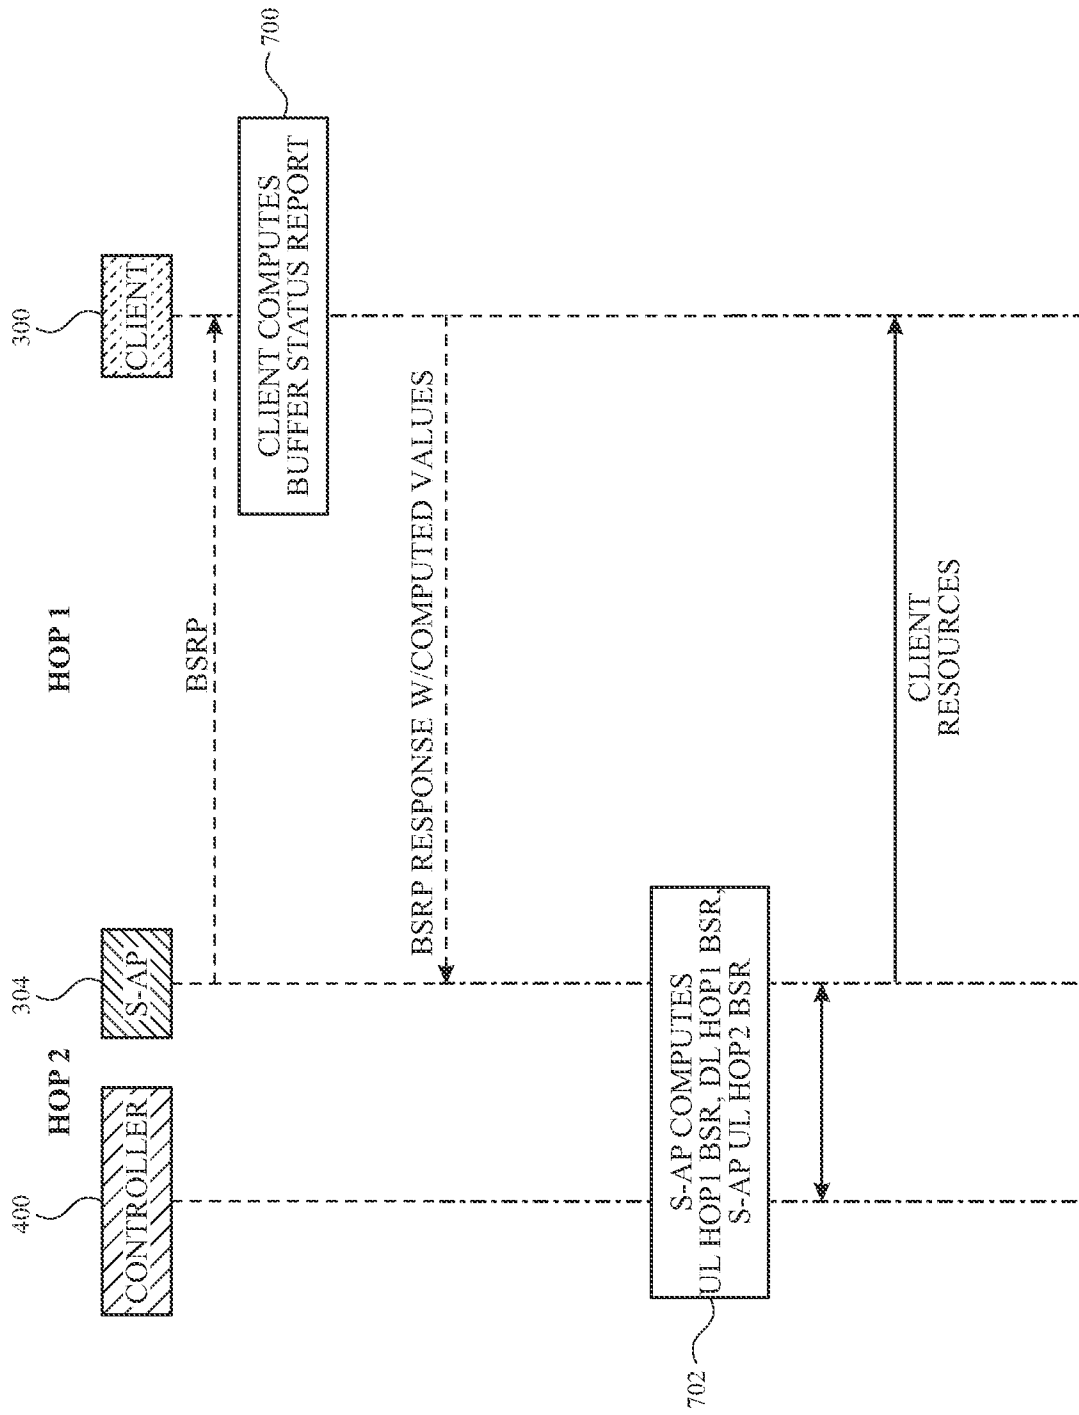 HOP 2
HOP 1
400
304
300
CONTROLLER
S-AP
CLIENT
BSRP
700
CLIENT COMPUTES
BUFFER STATUS REPORT
BSRP RESPONSE W/COMPUTED VALUES
702
S-AP COMPUTES
UL HOP1 BSR, DL HOP1 BSR,
S-AP UL HOP2 BSR
CLIENT
RESOURCES